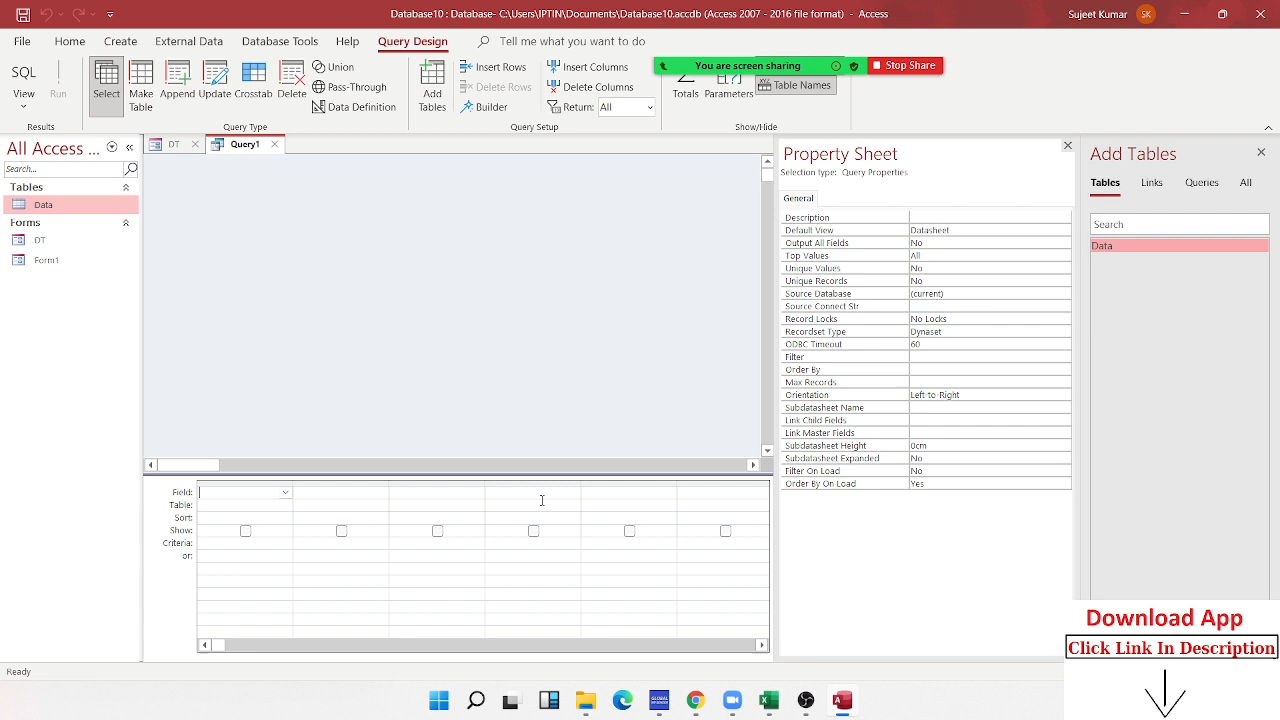 Database10 : Database- C:\Users\IPTIN\Documents\Database10.accdb (Access 2007 - 2016 file format) - Access
Sujeet Kumar
SK
File Home Create External Data Database Tools Help Query Design Tell me what you want to do
You are screen sharing
Stop Share
SQL
View
Run
Select
Make
Table
Append
Update
Crosstab
Delete
Union
Pass-Through
Data Definition
Add
Tables
Insert Rows
Delete Rows
Builder
Insert Columns
Delete Columns
Return: All
Totals
Parameters
XYZ
Table Names
Results
Query Type
Query Setup
Show/Hide
All Access ...
Search...
Tables
Data
Forms
DT
Form1
DT
Query1
Field:
Table:
Sort:
Show:
Criteria:
or:
Property Sheet
Selection type: Query Properties
General
Description
Default View Datasheet
Output All Fields No
Top Values All
Unique Values No
Unique Records No
Source Database (current)
Source Connect Str
Record Locks No Locks
Recordset Type Dynaset
ODBC Timeout 60
Filter
Order By
Max Records
Orientation Left-to-Right
Subdatasheet Name
Link Child Fields
Link Master Fields
Subdatasheet Height 0cm
Subdatasheet Expanded No
Filter On Load No
Order By On Load Yes
Add Tables
Tables Links Queries All
Search
Data
Download App
Click Link In Description
Ready